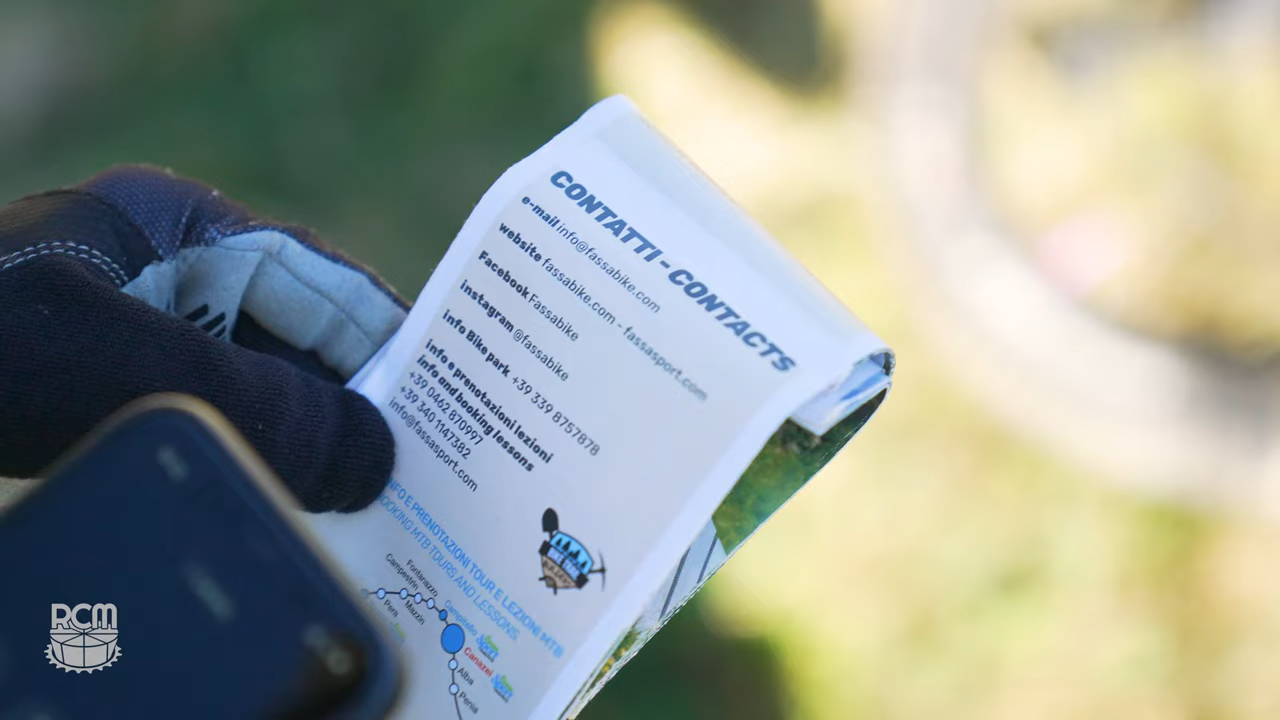 CONTATTI - CONTACTS
e-mail info@fassabike.com
website fassabike.com - fassasport.com
Facebook Fassabike
instagram @fassabike
info Bike park +39 339 8757878
info e prenotazioni lezioni
info and booking lessons
+39 0462 870997
+39 340 1147382
info@fassasport.com
INFO E PRENOTAZIONI TOUR E LEZIONI MTB
BOOKING MTB TOURS AND LESSONS
Fontanazzo
Campestrin
Campitello
Pera
Mazzin
Canazei
Alba
Penia
RCM